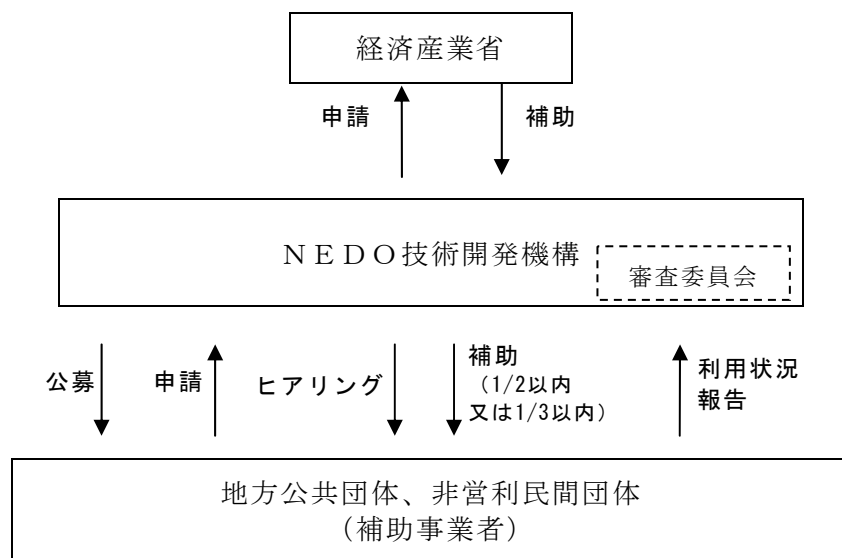 経済産業省
申請
補助
ＮＥＤＯ技術開発機構
審査委員会
公募
申請
ヒアリング
補助
（1/2以内
又は1/3以内）
利用状況
報告
地方公共団体、非営利民間団体
（補助事業者）